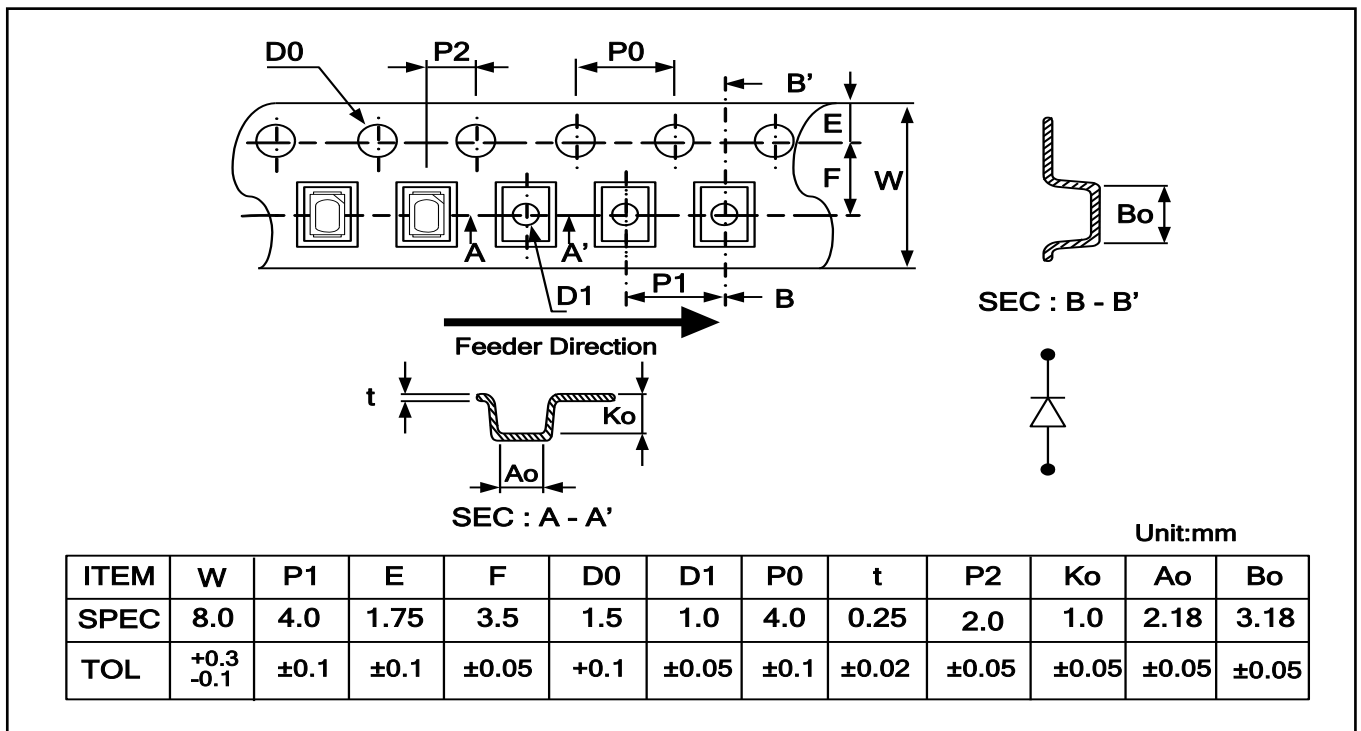 D0 P2 P0 B’
E
F W
A A’
P1
D1 B
Feeder Direction
Bo
SEC : B - B’
t Ko
Ao
SEC : A - A’
Unit:mm
ITEM W P1 E F D0 D1 P0 t P2 Ko Ao Bo
SPEC 8.0 4.0 1.75 3.5 1.5 1.0 4.0 0.25 2.0 1.0 2.18 3.18
TOL +0.3 -0.1 ±0.1 ±0.1 ±0.05 +0.1 ±0.05 ±0.1 ±0.02 ±0.05 ±0.05 ±0.05 ±0.05